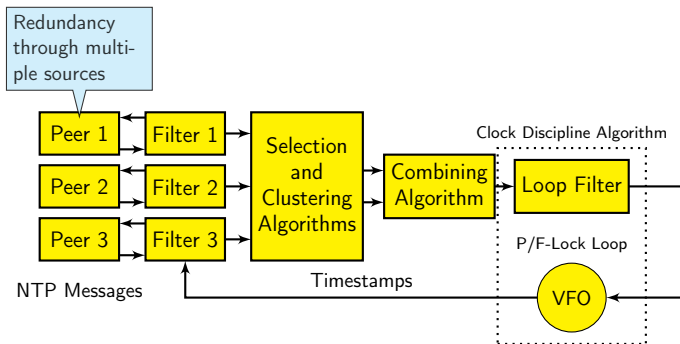 Redundancy
through multi-
ple sources
Peer 1
Filter 1
Peer 2
Filter 2
Peer 3
Filter 3
Selection
and
Clustering
Algorithms
Combining
Algorithm
Clock Discipline Algorithm
Loop Filter
P/F-Lock Loop
VFO
Timestamps
NTP Messages